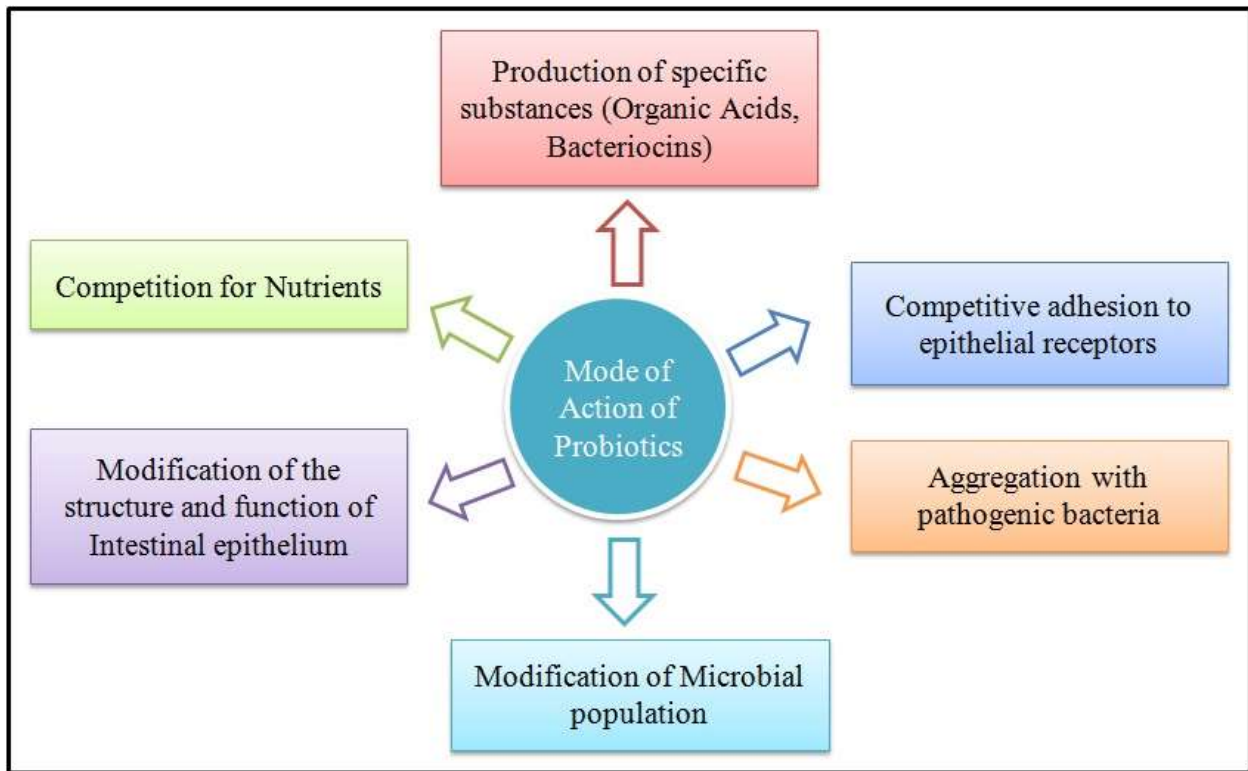 Production of specific
substances (Organic Acids,
Bacteriocins)
Competition for Nutrients
Competitive adhesion to
epithelial receptors
Mode of
Action of
Probiotics
Modification of the
structure and function of
Intestinal epithelium
Aggregation with
pathogenic bacteria
Modification of Microbial
population